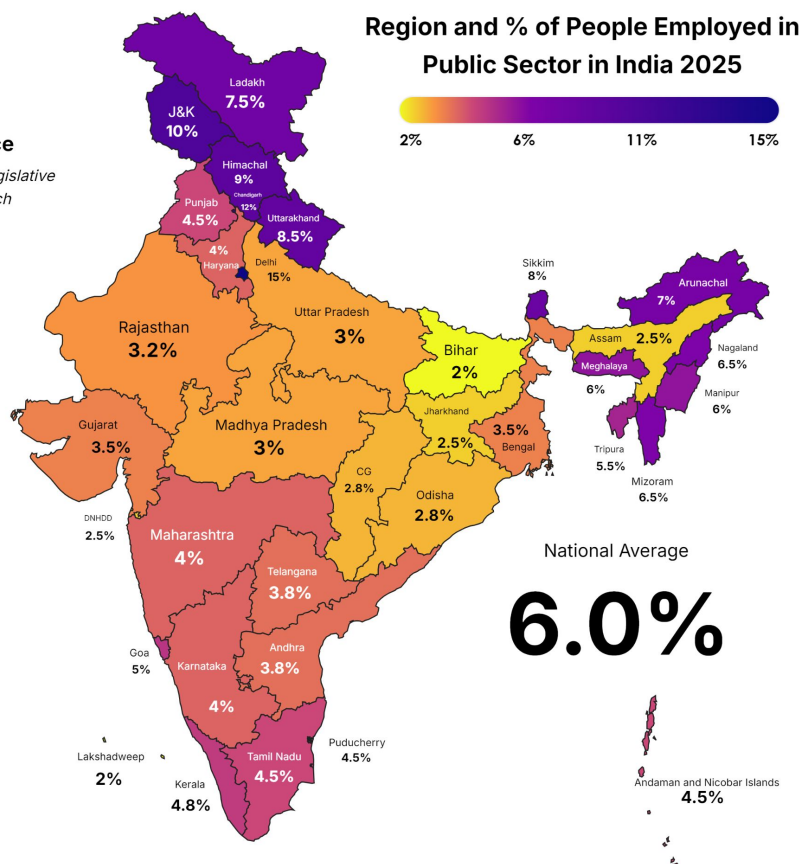 Region and % of People Employed in
Public Sector in India 2025
2% 6% 11% 15%
ce
gislative
ch
Ladakh
7.5%
J&K
10%
Himachal
9%
Chandigarh
12%
Punjab
4.5%
Uttarakhand
8.5%
4%
Haryana
Delhi
15%
Sikkim
8%
Arunachal
7%
Rajasthan
3.2%
Uttar Pradesh
3%
Bihar
2%
Assam 2.5%
Nagaland
6.5%
Meghalaya
6%
Manipur
6%
Tripura
5.5%
Mizoram
6.5%
Gujarat
3.5%
Madhya Pradesh
3%
Jharkhand
2.5%
3.5%
Bengal
CG
2.8%
Odisha
2.8%
DNHDD
2.5%
Maharashtra
4%
National Average
6.0%
Telangana
3.8%
Goa
5%
Karnataka
4%
Andhra
3.8%
Lakshadweep
2%
Kerala
4.8%
Tamil Nadu
4.5%
Puducherry
4.5%
Andaman and Nicobar Islands
4.5%